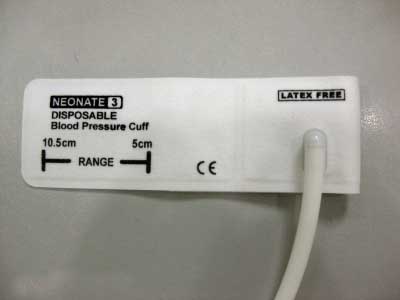 NEONATE 3
LATEX FREE
DISPOSABLE
Blood Pressure Cuff
10.5cm 5cm
RANGE
CE